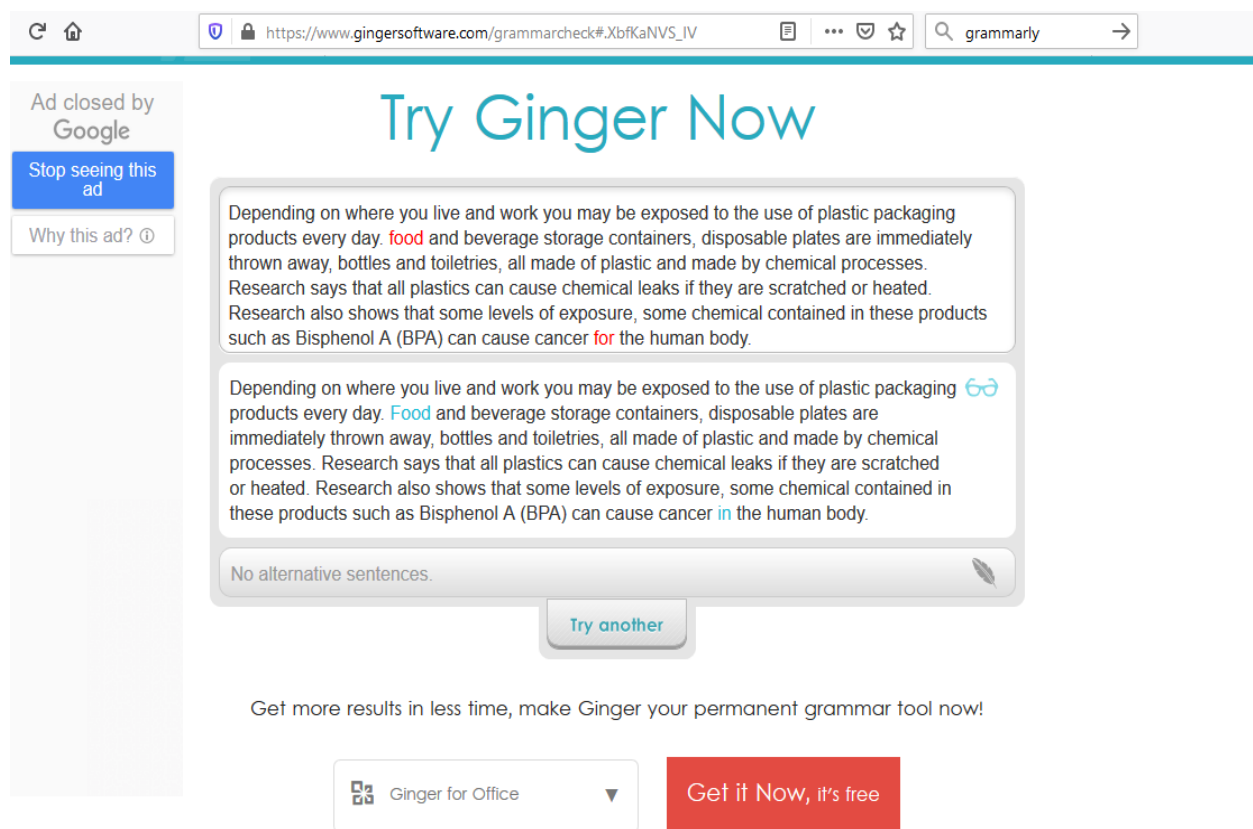 https://www.gingersoftware.com/grammarcheck#.XbfKaNVS_IV
grammarly
Ad closed by
Google
Stop seeing this
ad
Why this ad?
Try Ginger Now
Depending on where you live and work you may be exposed to the use of plastic packaging
products every day. food and beverage storage containers, disposable plates are immediately
thrown away, bottles and toiletries, all made of plastic and made by chemical processes.
Research says that all plastics can cause chemical leaks if they are scratched or heated.
Research also shows that some levels of exposure, some chemical contained in these products
such as Bisphenol A (BPA) can cause cancer for the human body.
Depending on where you live and work you may be exposed to the use of plastic packaging
products every day. Food and beverage storage containers, disposable plates are
immediately thrown away, bottles and toiletries, all made of plastic and made by chemical
processes. Research says that all plastics can cause chemical leaks if they are scratched
or heated. Research also shows that some levels of exposure, some chemical contained in
these products such as Bisphenol A (BPA) can cause cancer in the human body.
No alternative sentences.
Try another
Get more results in less time, make Ginger your permanent grammar tool now!
Ginger for Office
Get it Now, it's free